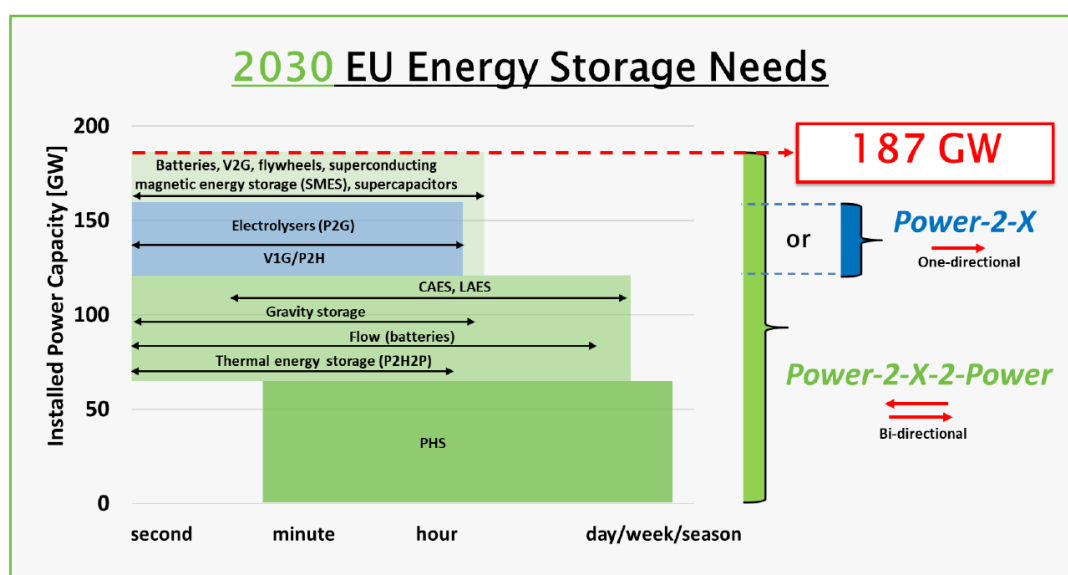 2030 EU Energy Storage Needs
Installed Power Capacity [GW]
200
150
100
50
0
Batteries, V2G, flywheels, superconducting
magnetic energy storage (SMES), supercapacitors
Electrolysers (P2G)
V1G/P2H
CAES, LAES
Gravity storage
Flow (batteries)
Thermal energy storage (P2H2P)
PHS
second
minute
hour
day/week/season
187 GW
or
Power-2-X
One-directional
Power-2-X-2-Power
Bi-directional